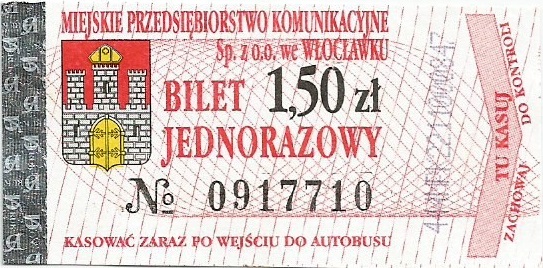 MIEJSKIE PRZEDSIĘBIORSTWO KOMUNIKACYJNE
Sp. z o.o. we WŁOCŁAWKU
BILET 1,50 zł
JEDNORAZOWY
№ 0917710
KASOWAĆ ZARAZ PO WEJŚCIU DO AUTOBUSU
TU KASUJ
ZACHOWAJ DO KONTROLI